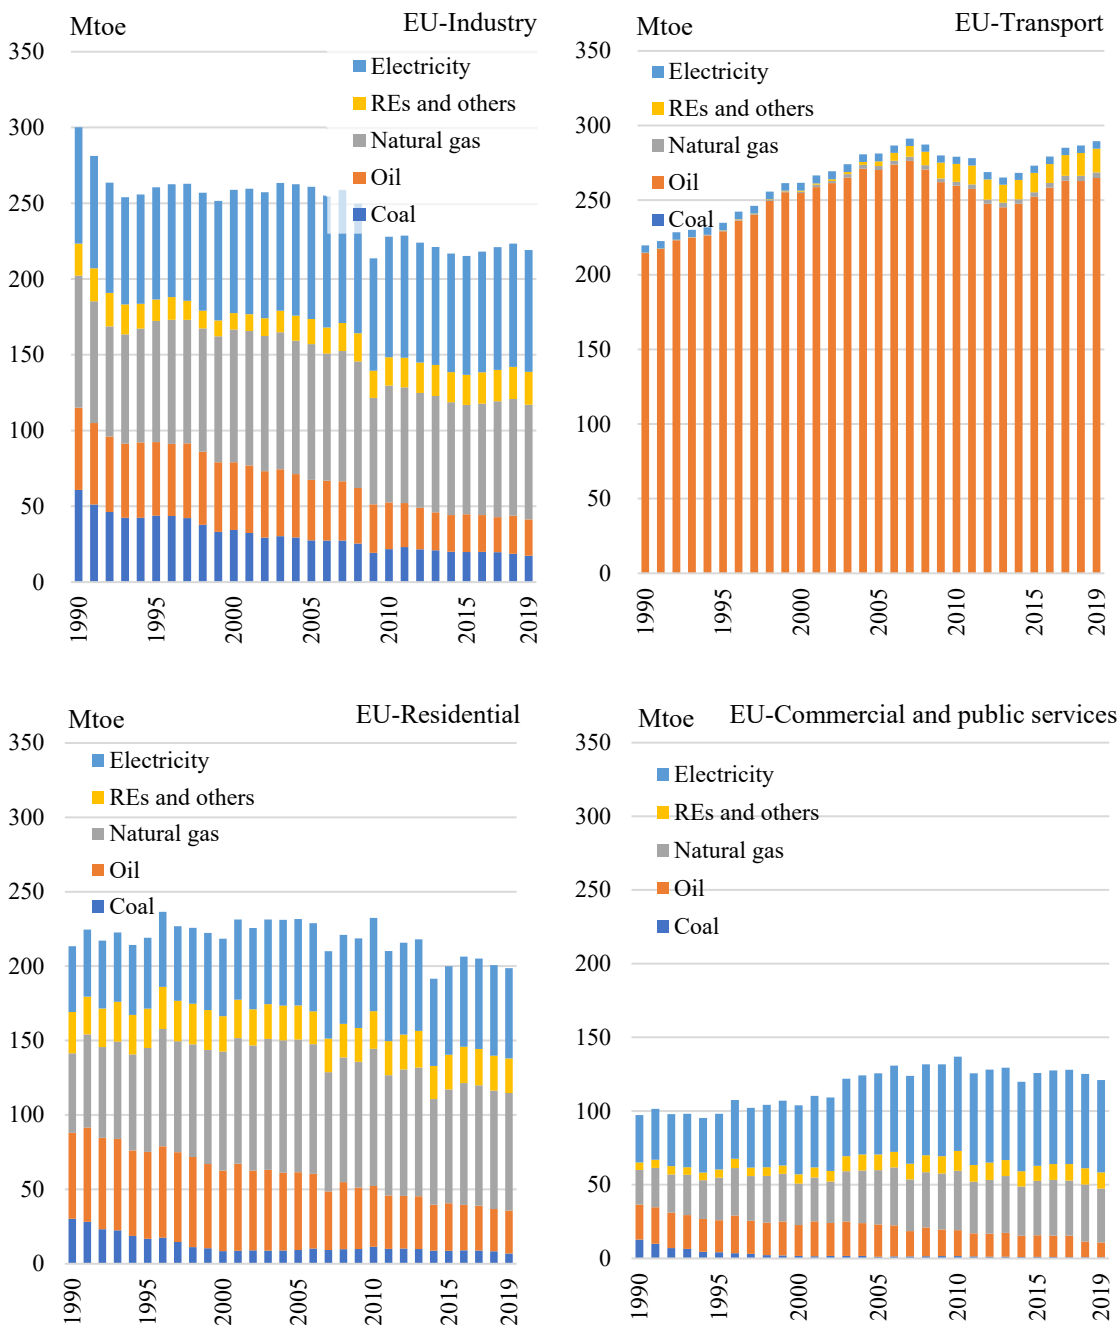 Mtoe EU-Industry
350
300
250
200
150
100
50
0
Electricity
REs and others
Natural gas
Oil
Coal
1990
1995
2000
2005
2010
2015
2019
Mtoe EU-Transport
350
300
250
200
150
100
50
0
Electricity
REs and others
Natural gas
Oil
Coal
1990
1995
2000
2005
2010
2015
2019
Mtoe EU-Residential
350
300
250
200
150
100
50
0
Electricity
REs and others
Natural gas
Oil
Coal
1990
1995
2000
2005
2010
2015
2019
Mtoe EU-Commercial and public services
350
300
250
200
150
100
50
0
Electricity
REs and others
Natural gas
Oil
Coal
1990
1995
2000
2005
2010
2015
2019